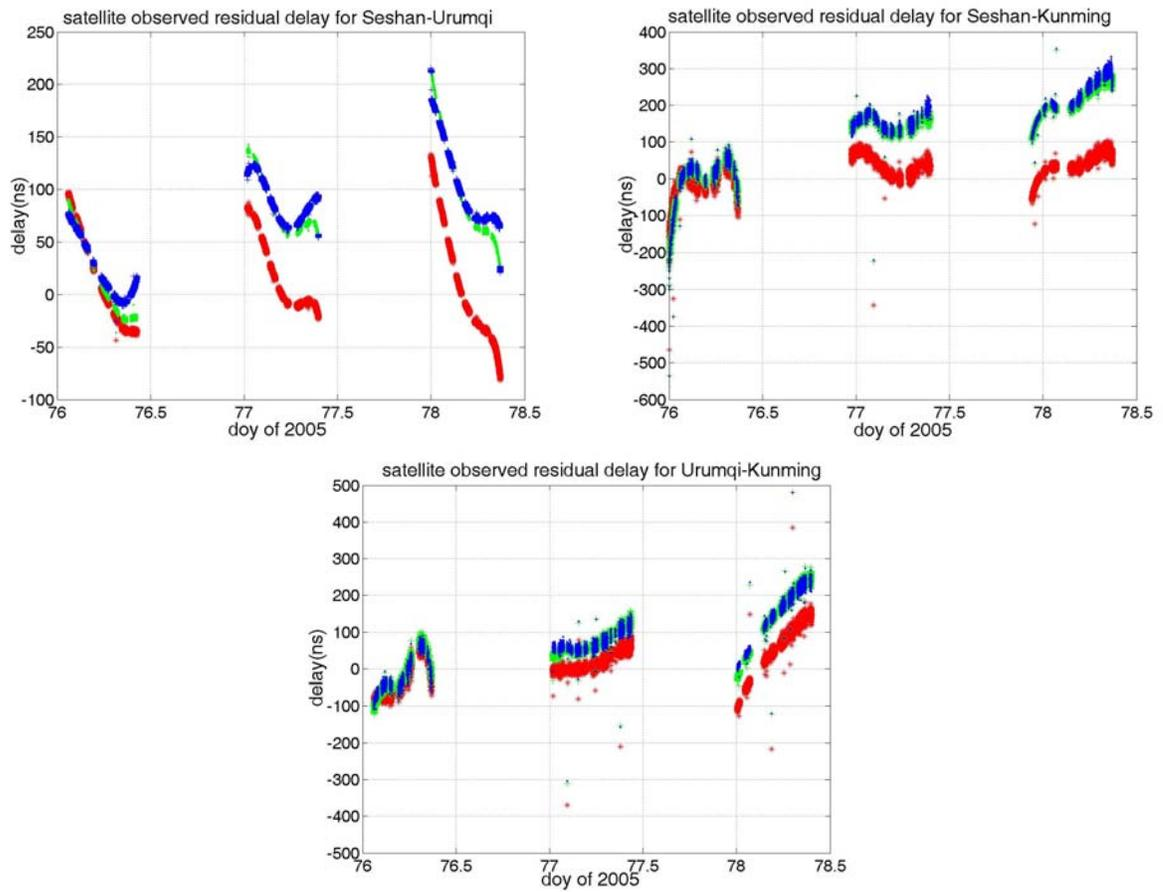 satellite observed residual delay for Seshan-Urumqi
250
200
150
100
50
0
-50
-100
delay(ns)
76 76.5 77 77.5 78 78.5
doy of 2005
satellite observed residual delay for Seshan-Kunming
400
300
200
100
0
-100
-200
-300
-400
-500
-600
delay(ns)
76 76.5 77 77.5 78 78.5
doy of 2005
satellite observed residual delay for Urumqi-Kunming
500
400
300
200
100
0
-100
-200
-300
-400
-500
delay(ns)
76 76.5 77 77.5 78 78.5
doy of 2005